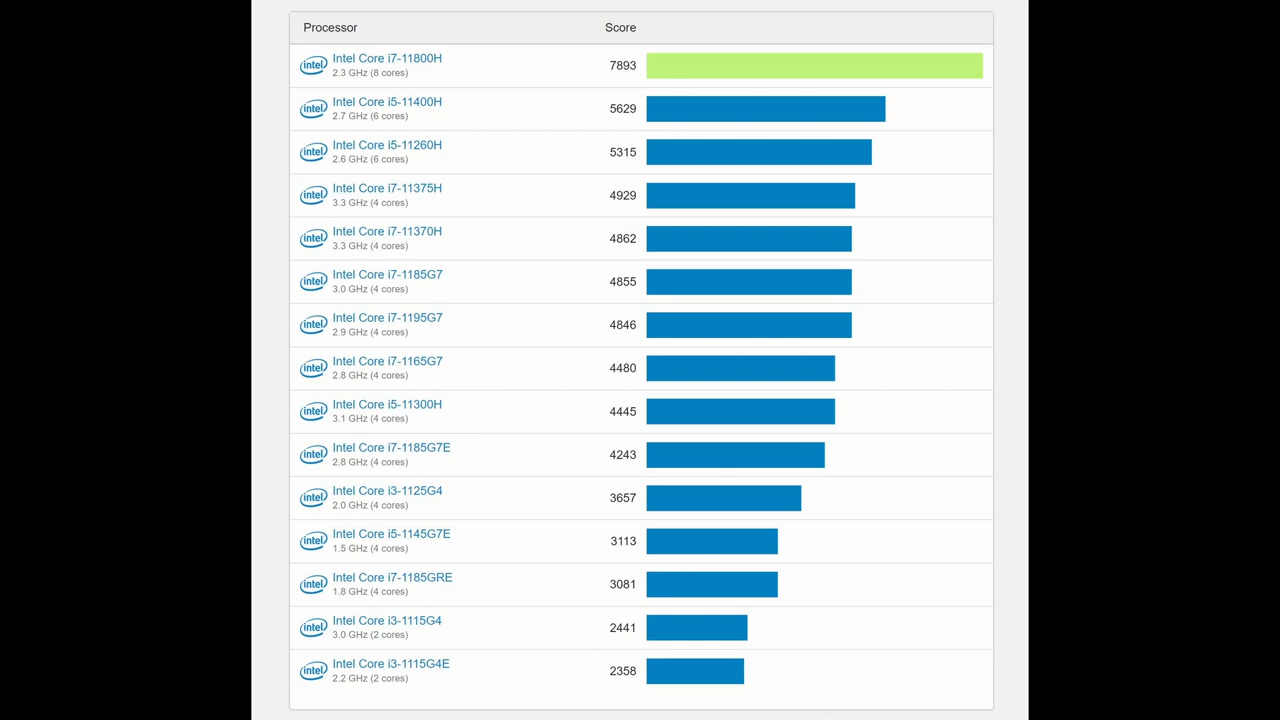 Processor Score
intel Intel Core i7-11800H 7893
2.3 GHz (8 cores)
intel Intel Core i5-11400H 5629
2.7 GHz (6 cores)
intel Intel Core i5-11260H 5315
2.6 GHz (6 cores)
intel Intel Core i7-11375H 4929
3.3 GHz (4 cores)
intel Intel Core i7-11370H 4862
3.3 GHz (4 cores)
intel Intel Core i7-1185G7 4855
3.0 GHz (4 cores)
intel Intel Core i7-1195G7 4846
2.9 GHz (4 cores)
intel Intel Core i7-1165G7 4480
2.8 GHz (4 cores)
intel Intel Core i5-11300H 4445
3.1 GHz (4 cores)
intel Intel Core i7-1185G7E 4243
2.8 GHz (4 cores)
intel Intel Core i3-1125G4 3657
2.0 GHz (4 cores)
intel Intel Core i5-1145G7E 3113
1.5 GHz (4 cores)
intel Intel Core i7-1185GRE 3081
1.8 GHz (4 cores)
intel Intel Core i3-1115G4 2441
3.0 GHz (2 cores)
intel Intel Core i3-1115G4E 2358
2.2 GHz (2 cores)